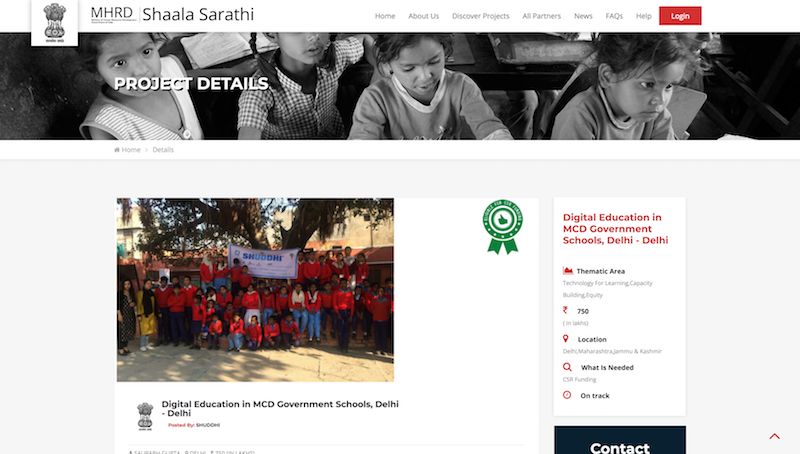 MHRD
Shaala Sarathi
Home
About Us
Discover Projects
All Partners
News
FAQs
Help
Login
PROJECT DETAILS
Home > Details
SHUDDHI
Digital Education in MCD Government Schools, Delhi
- Delhi
Posted By: SHUDDHI
Digital Education in
MCD Government
Schools, Delhi - Delhi
Thematic Area
Technology For Learning,Capacity
Building,Equity
₹ 750
( In lakhs)
Location
Delhi,Maharashtra,Jammu & Kashmir
What Is Needed
CSR Funding
On track
Contact